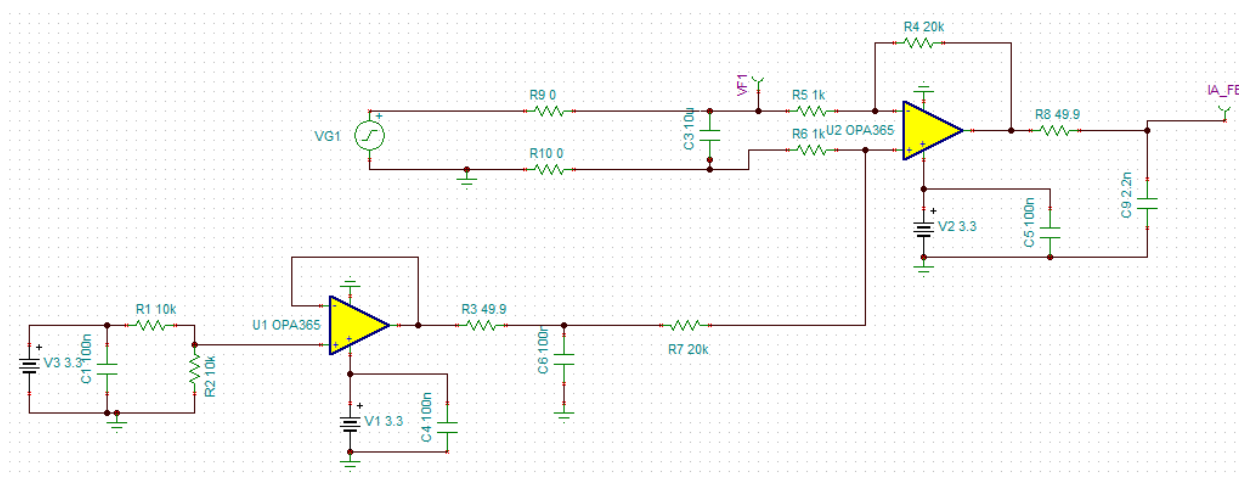 R4 20k
R9 0
VF1
R5 1k
IA_FB
VG1
+
C3 10u
R6 1k
U2 OPA365
-
+
+
R8 49.9
R10 0
+
V2 3.3
C5 100n
C9 2.2n
R1 10k
U1 OPA365
-
+
+
R3 49.9
+
V3 3.3
C1 100n
R2 10k
C6 100n
R7 20k
+
V1 3.3
C4 100n